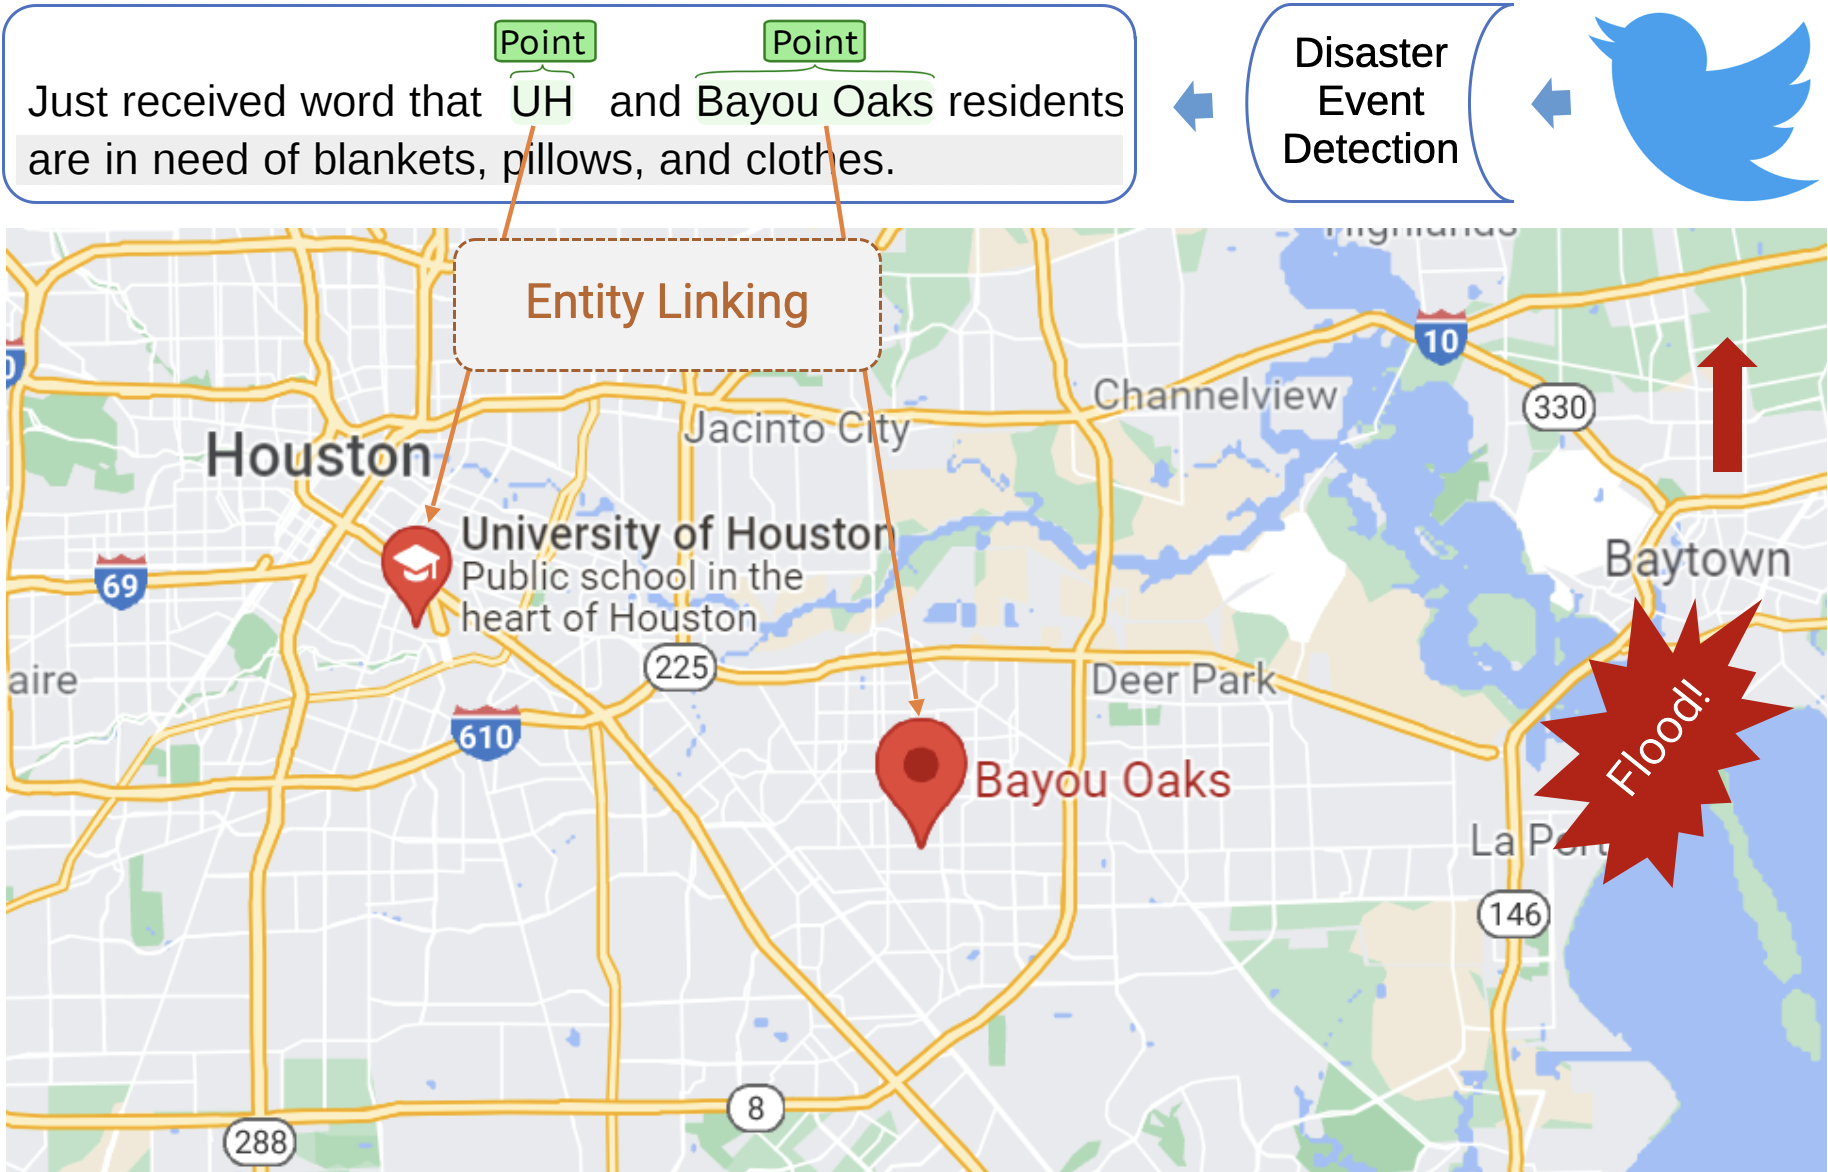 Point
Point
Just received word that UH and Bayou Oaks residents
are in need of blankets, pillows, and clothes.
Disaster
Event
Detection
Highlands
Entity Linking
10
330
Channelview
Jacinto City
Houston
University of Houston
Public school in the
heart of Houston
69
Baytown
225
Deer Park
aire
610
Flood!
Bayou Oaks
La Port
146
8
288